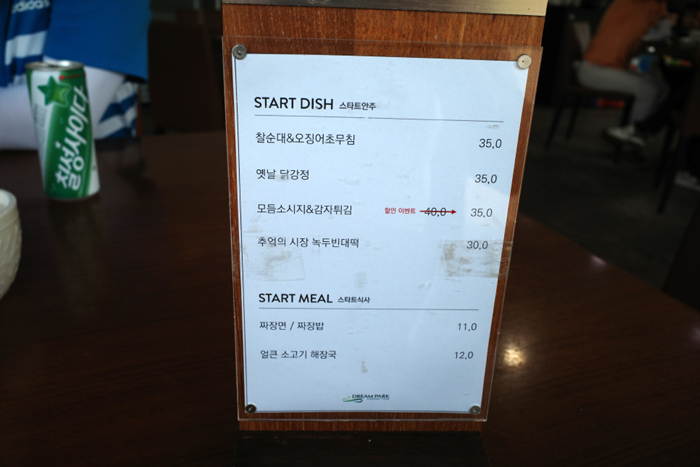 adidas
칠성사이다
START DISH 스타트안주
찰순대&오징어초무침 35,0
옛날 닭강정 35,0
모듬소시지&감자튀김 할인 이벤트 40,0 35,0
추억의 시장 녹두빈대떡 30,0
START MEAL 스타트식사
짜장면 / 짜장밥 11,0
얼큰 소고기 해장국 12,0
DREAM PARK